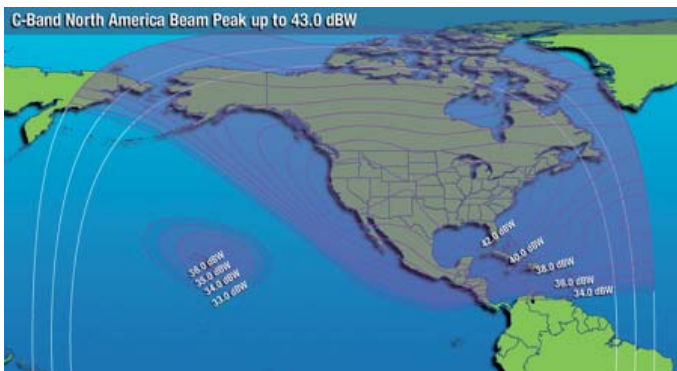 C-Band North America Beam Peak up to 43.0 dBW
42.0 dBW
40.0 dBW
38.0 dBW
36.0 dBW
34.0 dBW
36.0 dBW
35.0 dBW
34.0 dBW
33.0 dBW